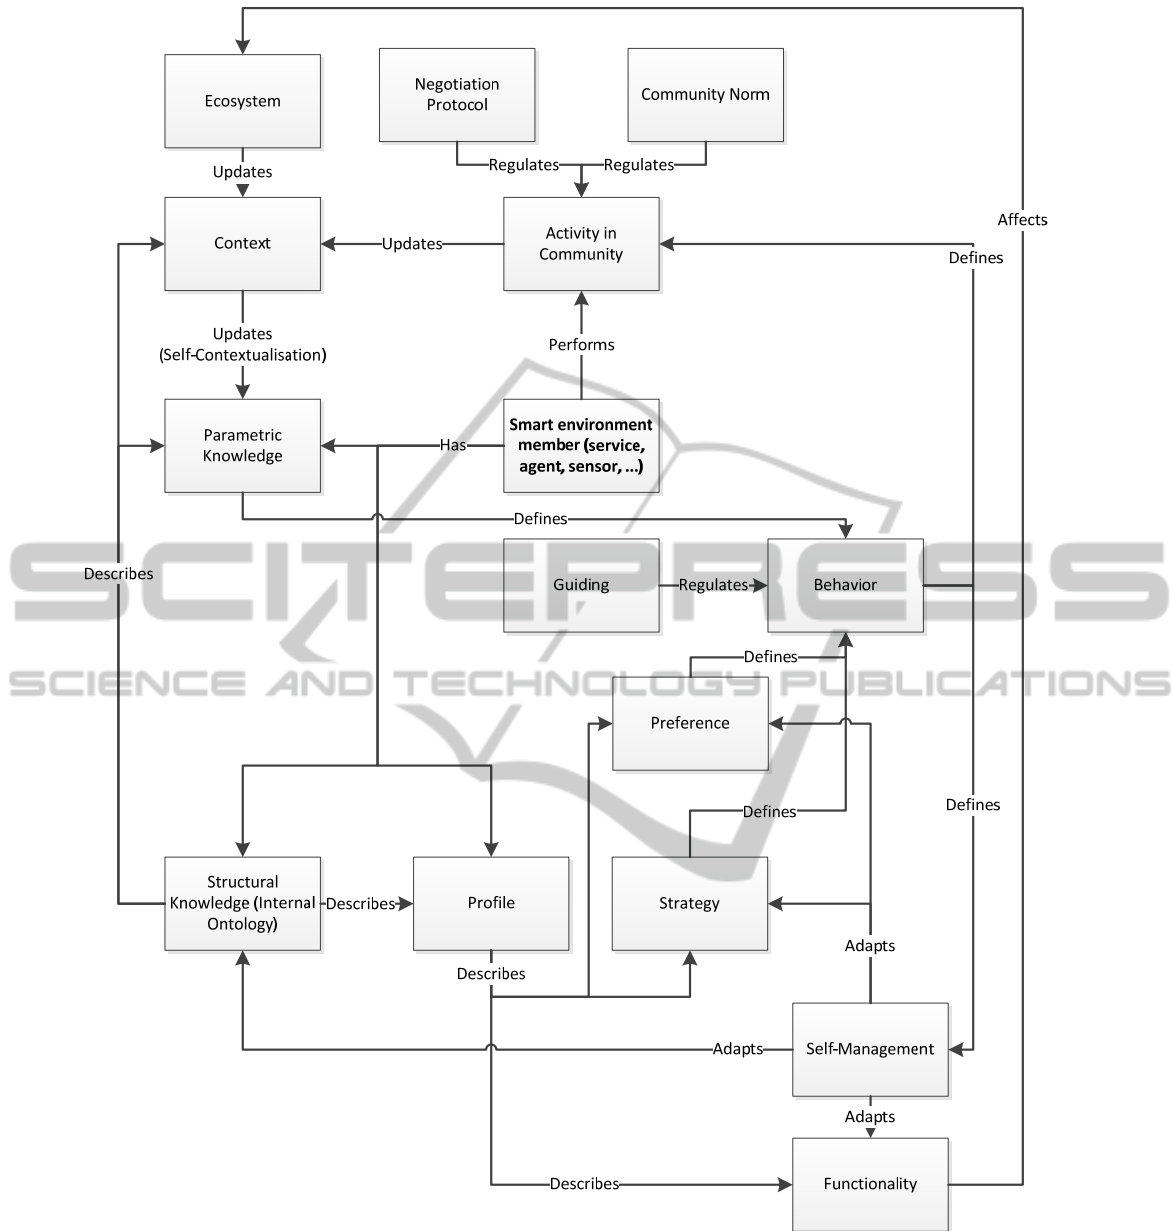 Ecosystem
Negotiation
Protocol
Community Norm
Updates
Regulates
Regulates
Context
Updates
Activity in
Community
Affects
Defines
Updates
(Self-Contextualisation)
Performs
Parametric
Knowledge
Has
Smart environment
member (service,
agent, sensor, ...)
Defines
Describes
Guiding
Regulates
Behavior
SCITEPRESS
SCIENCE AND TECHNOLOGY PUBLICATIONS
Defines
Preference
Defines
Defines
Structural
Knowledge (Internal
Ontology)
Describes
Profile
Strategy
Describes
Adapts
Adapts
Self-Management
Adapts
Describes
Functionality